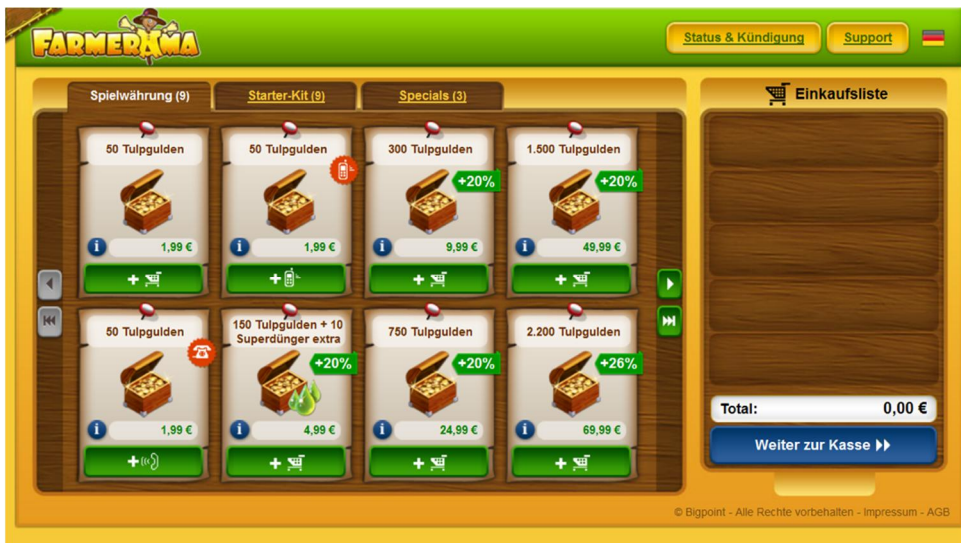 FARMERAMA
Status & Kündigung
Support
Spielwährung (9)
Starter-Kit (9)
Specials (3)
Einkaufsliste
50 Tulpgulden
50 Tulpgulden
300 Tulpgulden
1.500 Tulpgulden
+20%
+20%
i
1,99 €
i
1,99 €
i
9,99 €
i
49,99 €
+
+
+
+
50 Tulpgulden
150 Tulpgulden + 10
Superdünger extra
750 Tulpgulden
2.200 Tulpgulden
+20%
+20%
+26%
i
1,99 €
i
4,99 €
i
24,99 €
i
69,99 €
+
+
+
+
Total:
0,00 €
Weiter zur Kasse
© Bigpoint - Alle Rechte vorbehalten - Impressum - AGB